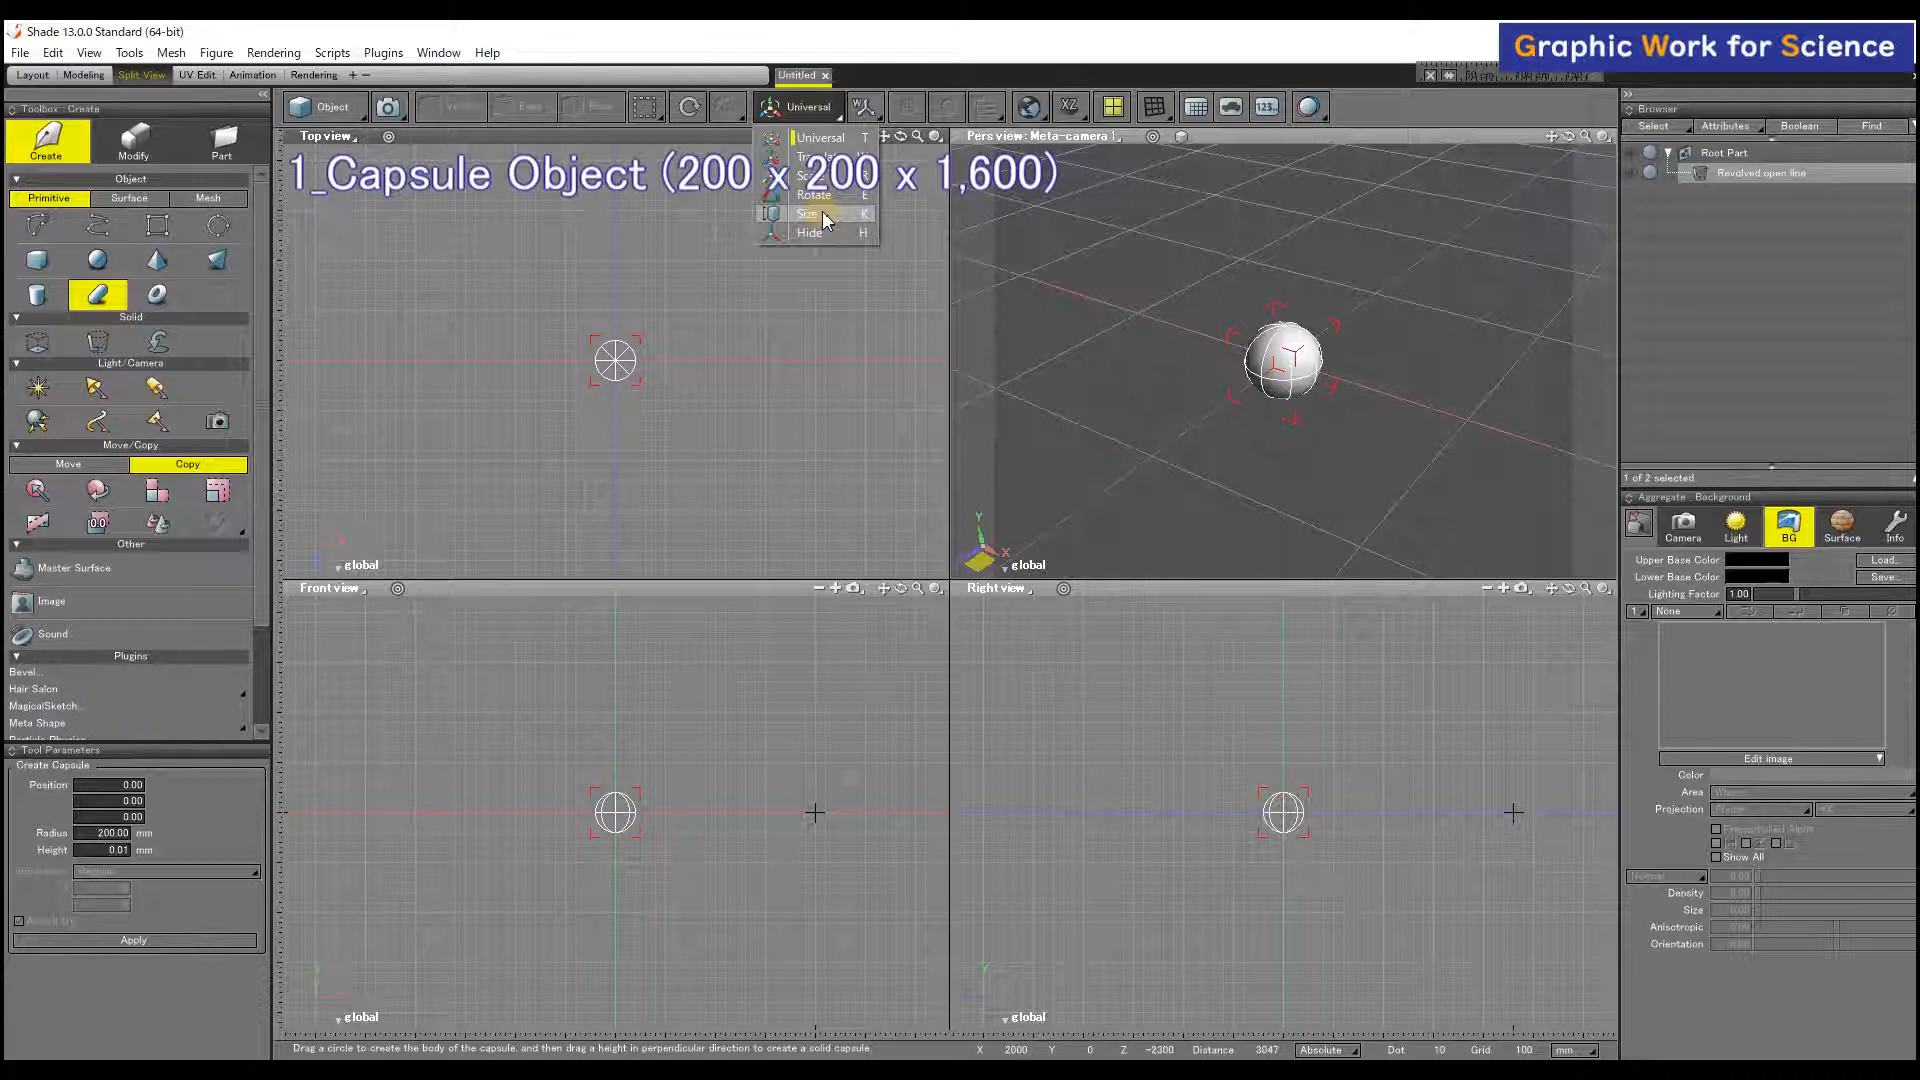 Shade 13.0.0 Standard (64-bit)
Graphic Work for Science
File Edit View Tools Mesh Figure Rendering Scripts Plugins Window Help
Layout Modeling Split View UV Edit Animation Rendering
Untitled
Toolbox: Create
Create Modify Part
Object
Primitive Surface Mesh
Solid
Light/Camera
Move/Copy
Move Copy
Other
Master Surface
Image
Sound
Plugins
Bevel...
Hair Salon
MagicalSketch...
Meta Shape
Tool Parameters
Create Capsule
Position 0.00
0.00
0.00
Radius 200.00 mm
Height 0.01 mm
Apply
Object Universal XZ 123..
Top view
1_Capsule Object (200 x 200 x 1,600)
Universal T
Rotate E
Size K
Hide H
global
Pers view: Meta-camera 1
Y
X
global
Front view
global
Right view
global
Drag a circle to create the body of the capsule, and then drag a height in perpendicular direction to create a solid capsule.
X 2000 Y 0 Z -2300 Distance 3047 Absolute Dot 10 Grid 100 mm
Browser
Select Attributes Boolean Find
Root Part
Revolved open line
1 of 2 selected
Aggregate - Background
Camera Light BG Surface Info
Upper Base Color Load...
Lower Base Color Save...
Lighting Factor 1.00
1 None
Edit image
Color
Area
Projection
Show All
Density
Size
Anisotropic
Orientation